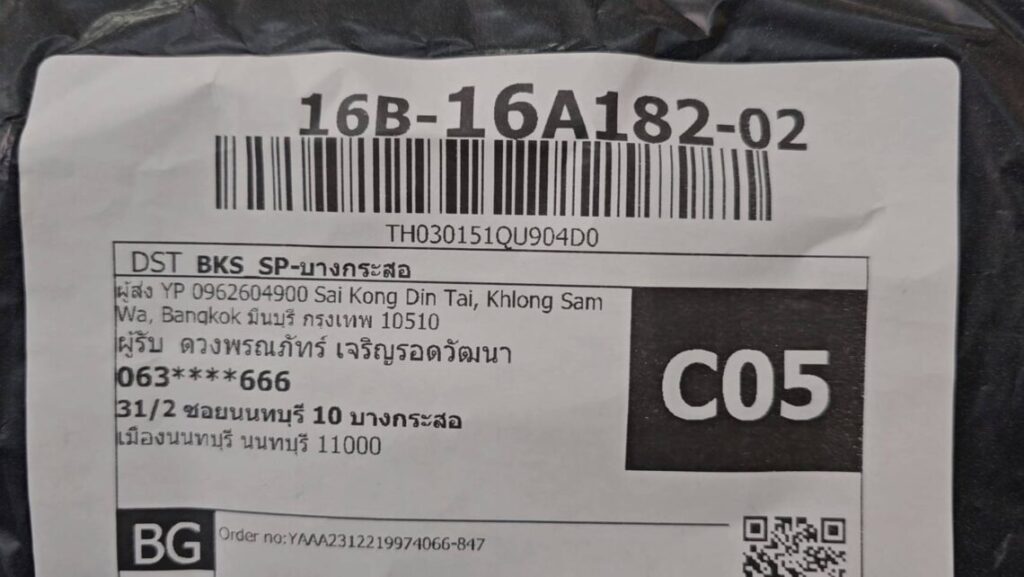 16B-16A182-02
TH030151QU904D0
DST BKS_SP-บางกระสอ
ผู้ส่ง YP 0962604900 Sai Kong Din Tai, Khlong Sam
Wa, Bangkok มีนบุรี กรุงเทพ 10510
ผู้รับ ดวงพรณภัทร์ เจริญรอดวัฒนา
063****666
31/2 ซอยนนทบุรี 10 บางกระสอ
เมืองนนทบุรี นนทบุรี 11000
C05
BG
Order no:YAAA2312219974066-847